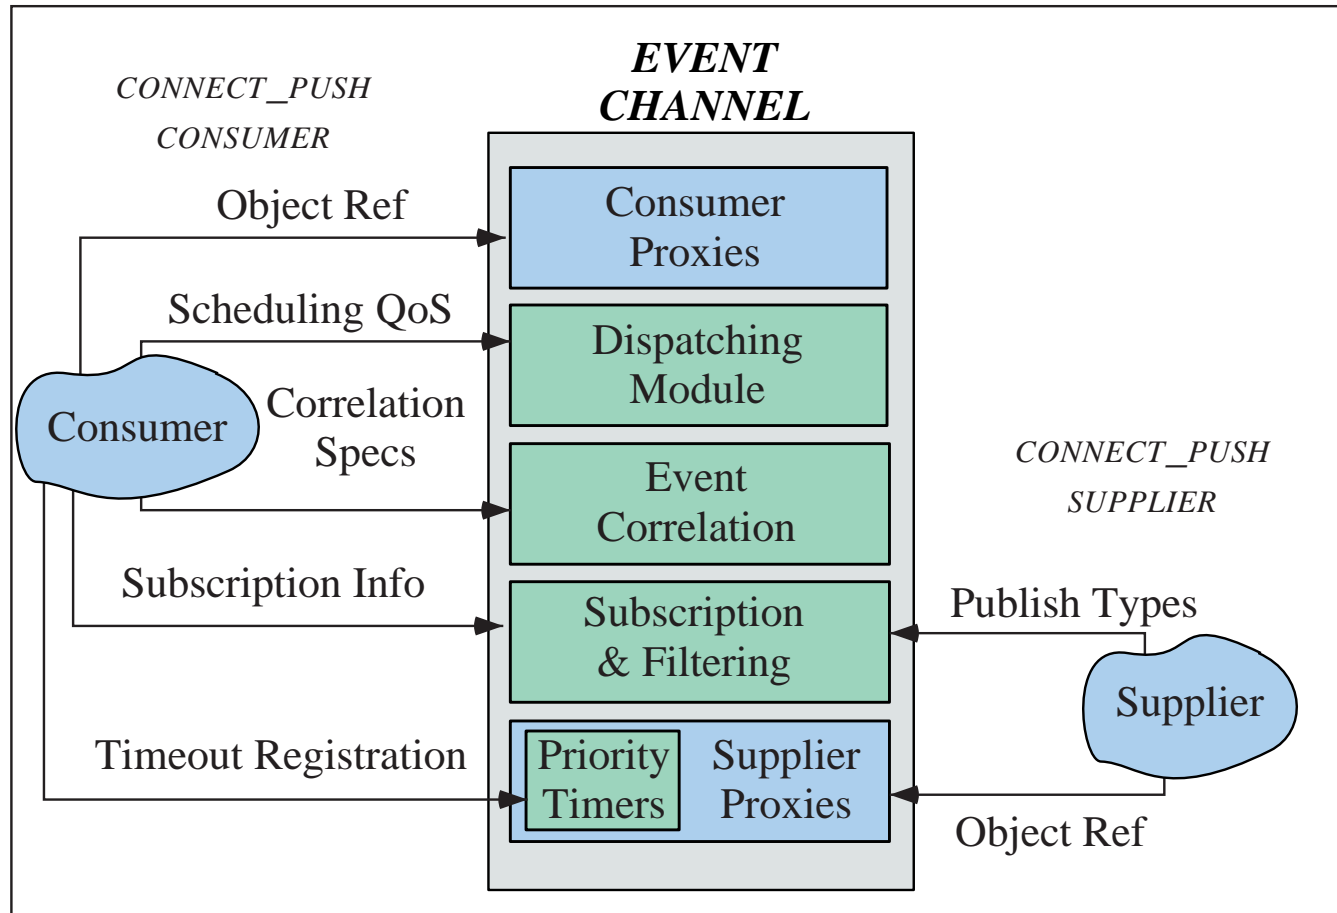 EVENT
CHANNEL
CONNECT_PUSH
CONSUMER
Object Ref
Consumer
Proxies
Scheduling QoS
Dispatching
Module
Consumer
Correlation
Specs
Event
Correlation
CONNECT_PUSH
SUPPLIER
Subscription Info
Subscription
& Filtering
Publish Types
Supplier
Timeout Registration
Priority
Timers
Supplier
Proxies
Object Ref